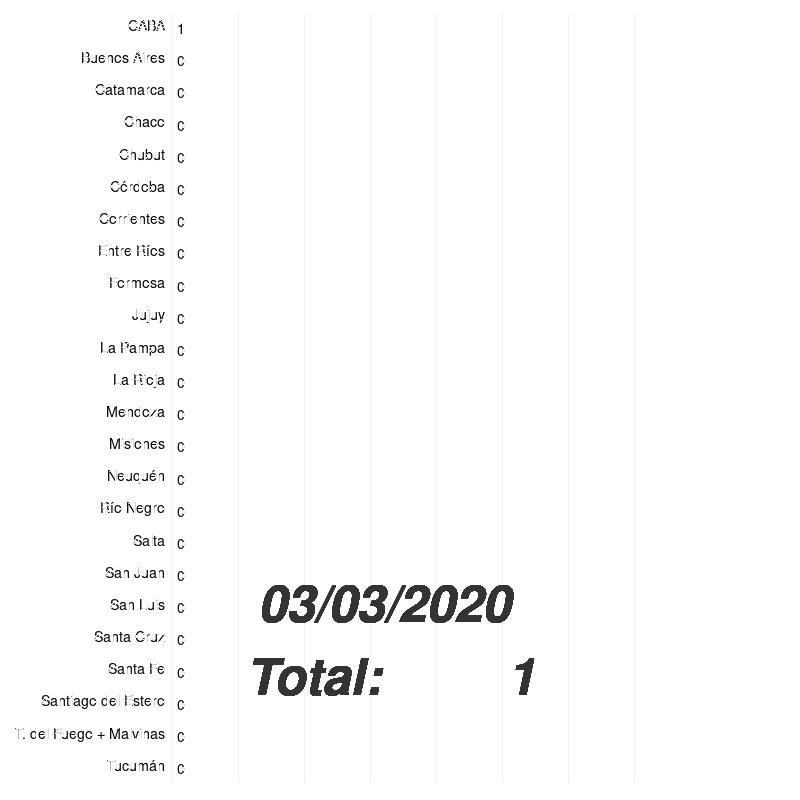 CABA 1
Buenos Aires 0
Catamarca 0
Chaco 0
Chubut 0
Córdoba 0
Corrientes 0
Entre Ríos 0
Formosa 0
Jujuy 0
La Pampa 0
La Rioja 0
Mendoza 0
Misiones 0
Neuquén 0
Río Negro 0
Salta 0
San Juan 0
San Luis 0
03/03/2020
Santa Cruz 0
Santa Fe 0
Total: 1
Santiago del Estero 0
T. del Fuego + Malvinas 0
Tucumán 0